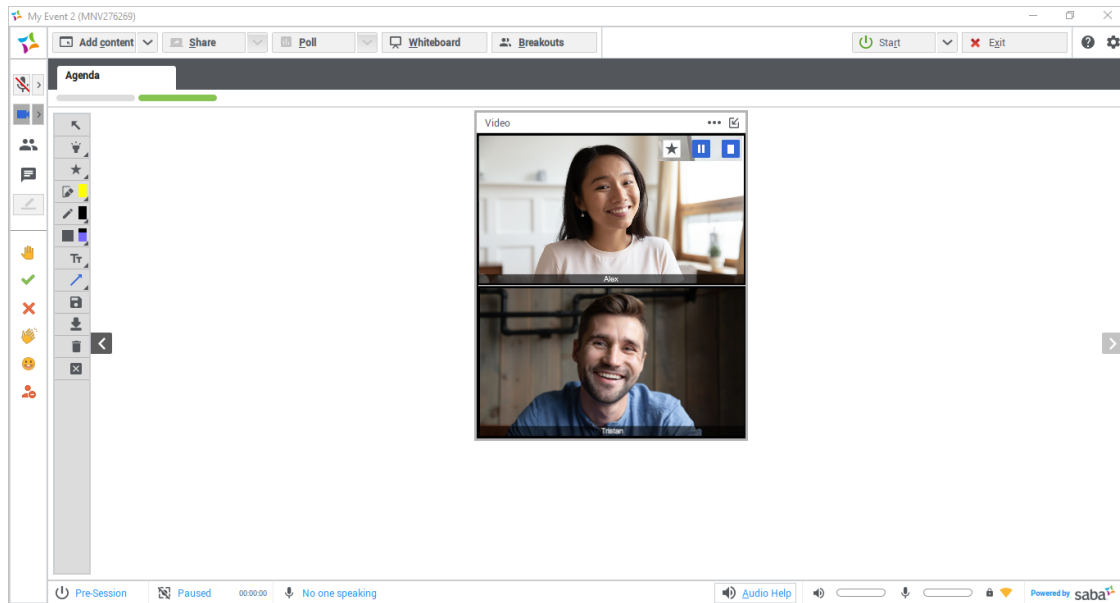 My Event 2 (MNV276269)
Add content
Share
Poll
Whiteboard
Breakouts
Start
Exit
Agenda
Video
Alex
Tristan
TT
Pre-Session
Paused
00:00:00
No one speaking
Audio Help
Powered by saba